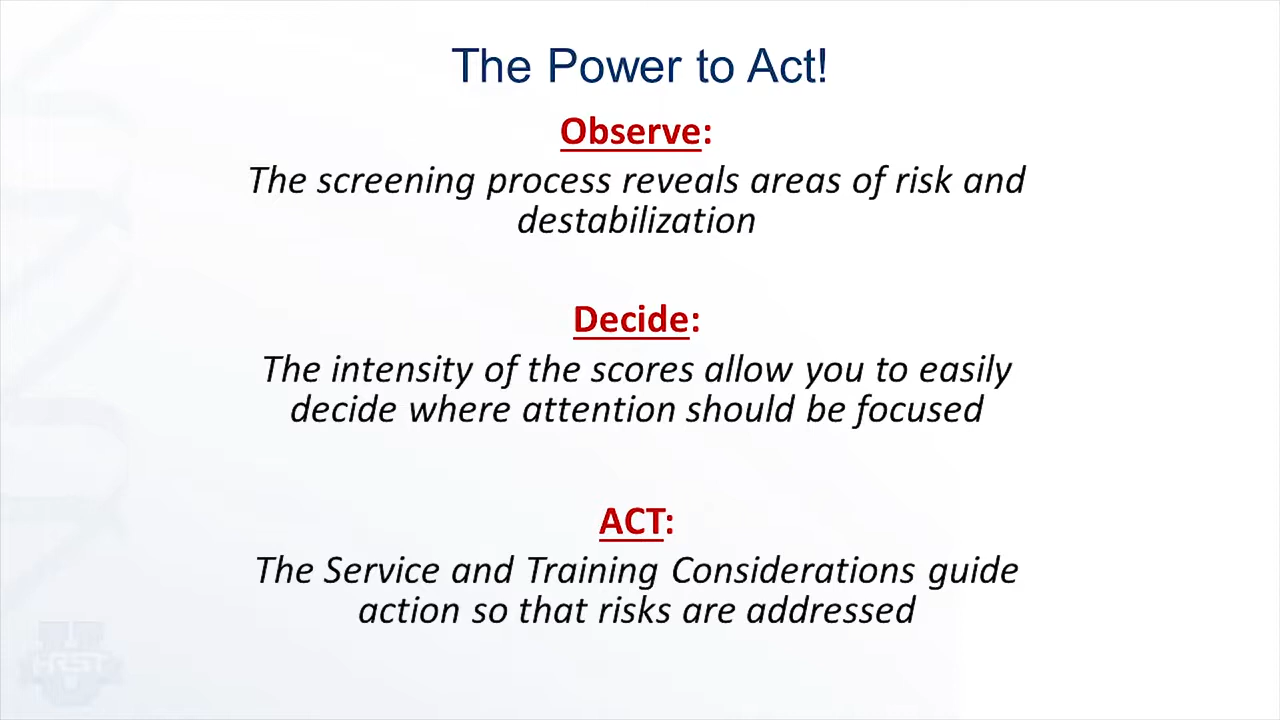 The Power to Act!
Observe:
The screening process reveals areas of risk and
destabilization
Decide:
The intensity of the scores allow you to easily
decide where attention should be focused
ACT:
The Service and Training Considerations guide
action so that risks are addressed
HRST